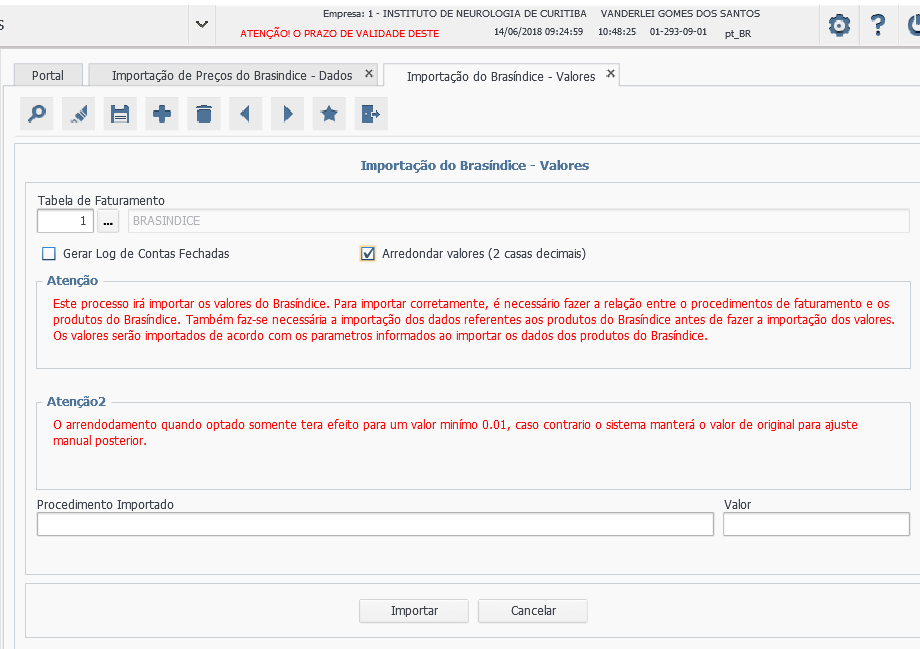 S
Empresa: 1 - INSTITUTO DE NEUROLOGIA DE CURITIBA VANDERLEI GOMES DOS SANTOS
ATENÇÃO! O PRAZO DE VALIDADE DESTE 14/06/2018 09:24:59 10:48:25 01-293-09-01 pt_BR
?
Portal Importação de Preços do Brasindice - Dados × Importação do Brasíndice - Valores ×
Importação do Brasíndice - Valores
Tabela de Faturamento
1 ... BRASINDICE
Gerar Log de Contas Fechadas Arredondar valores (2 casas decimais)
Atenção
Este processo irá importar os valores do Brasíndice. Para importar corretamente, é necessário fazer a relação entre o procedimentos de faturamento e os
produtos do Brasíndice. Também faz-se necessária a importação dos dados referentes aos produtos do Brasíndice antes de fazer a importação dos valores.
Os valores serão importados de acordo com os parametros informados ao importar os dados dos produtos do Brasíndice.
Atenção2
O arrendodamento quando optado somente tera efeito para um valor minímo 0.01, caso contrario o sistema manterá o valor de original para ajuste
manual posterior.
Procedimento Importado Valor
Importar Cancelar